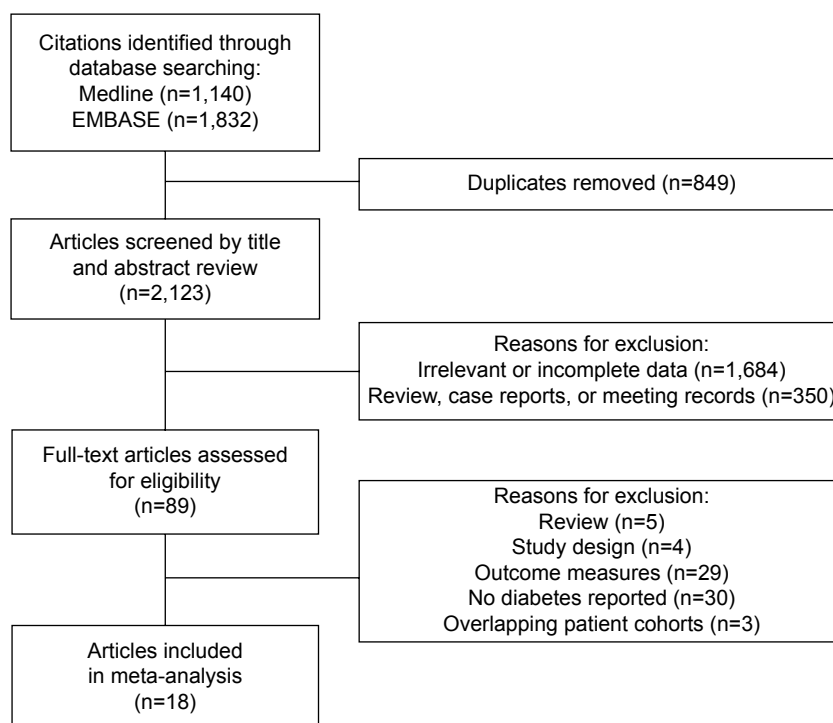 Citations identified through
database searching:
Medline (n=1,140)
EMBASE (n=1,832)
Duplicates removed (n=849)
Articles screened by title
and abstract review
(n=2,123)
Reasons for exclusion:
Irrelevant or incomplete data (n=1,684)
Review, case reports, or meeting records (n=350)
Full-text articles assessed
for eligibility
(n=89)
Reasons for exclusion:
Review (n=5)
Study design (n=4)
Outcome measures (n=29)
No diabetes reported (n=30)
Overlapping patient cohorts (n=3)
Articles included
in meta-analysis
(n=18)